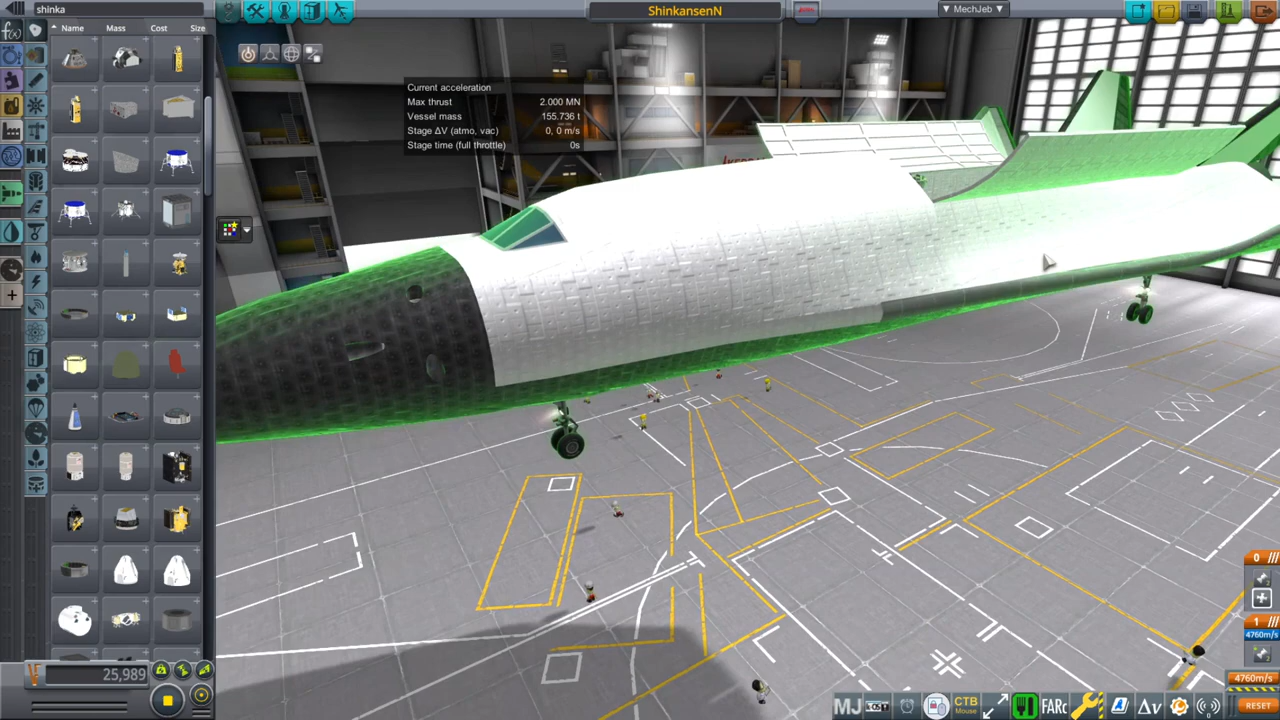 shinka
ShinkansenN
▼ MechJeb ▼
Name Mass Cost Size
Current acceleration
Max thrust 2.000 MN
Vessel mass 155.736 t
Stage ΔV (atmo, vac) 0, 0 m/s
Stage time (full throttle) 0s
0
1
4760m/s
4760m/s
25,989
MJ
CTB
Mouse
FARc
Δv
RESET